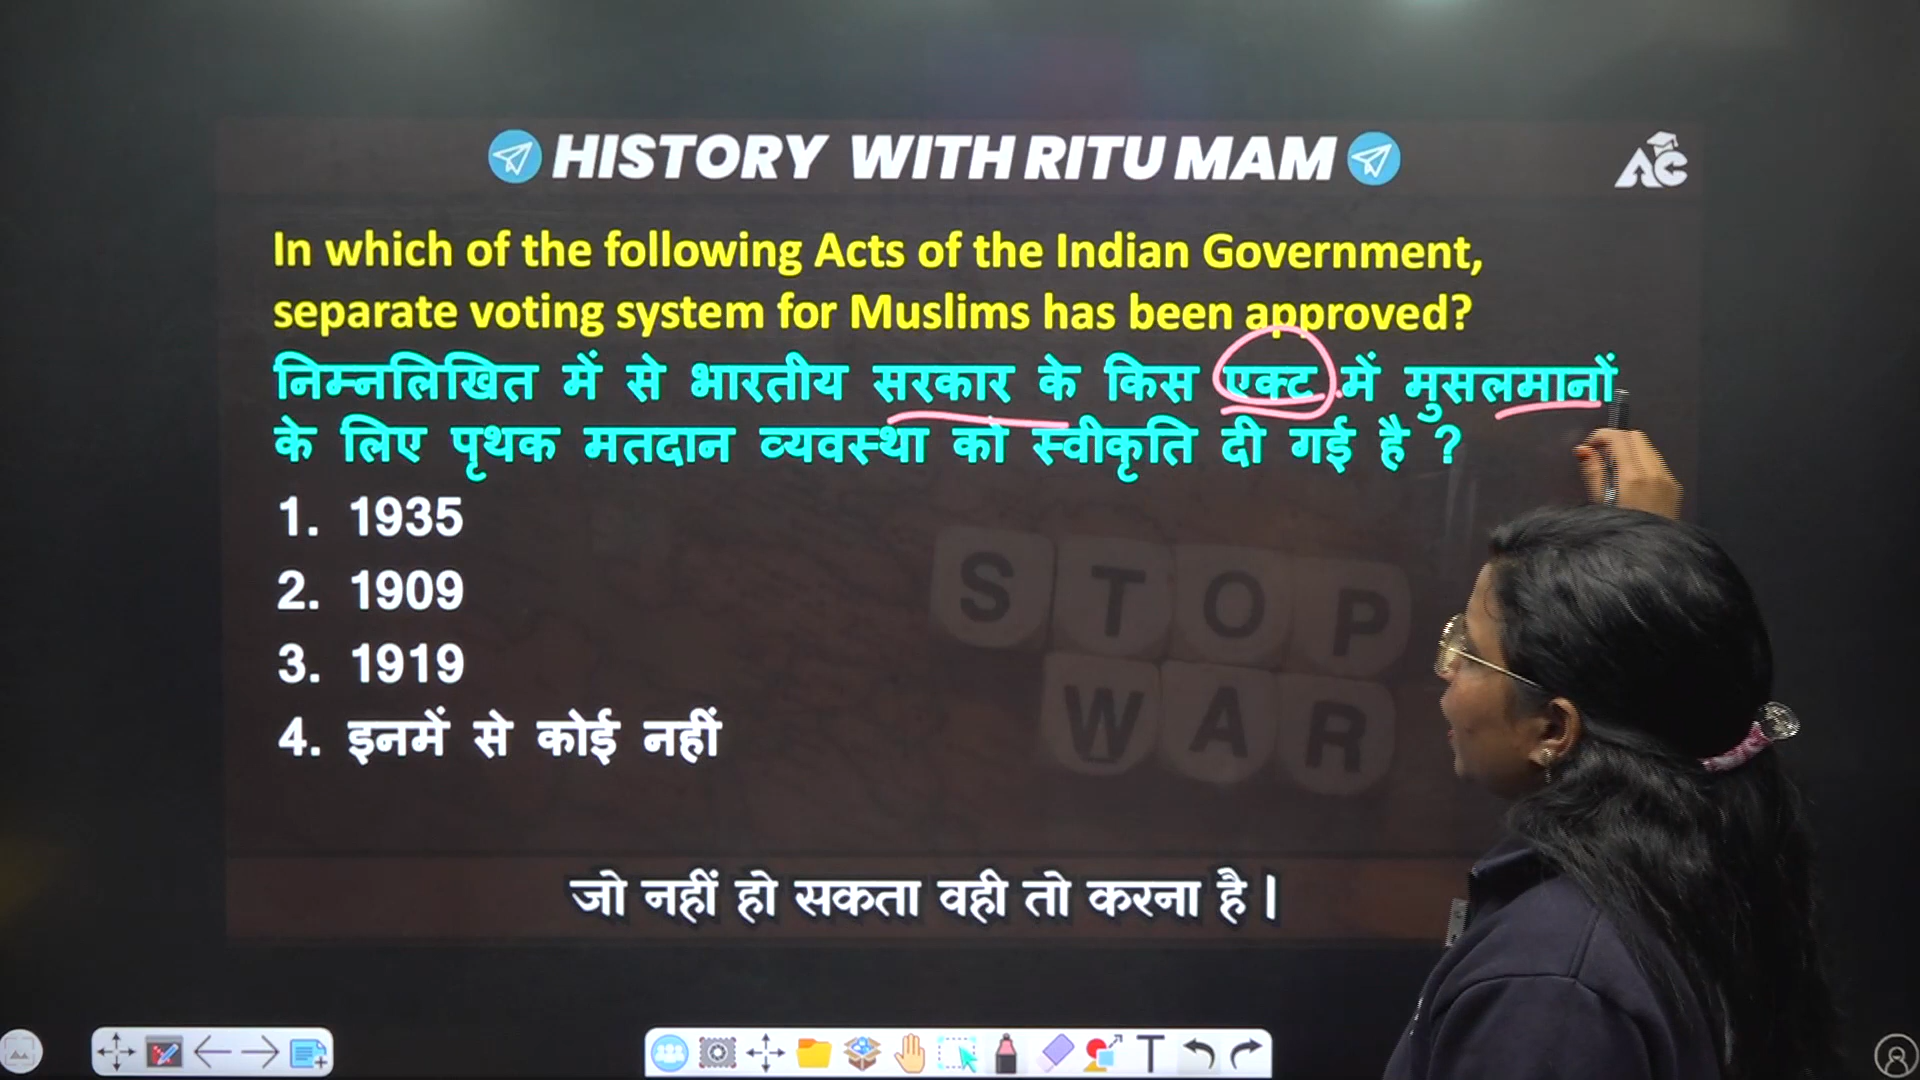 HISTORY WITH RITU MAM
AC
In which of the following Acts of the Indian Government,
separate voting system for Muslims has been approved?
निम्नलिखित में से भारतीय सरकार के किस एक्ट में मुसलमानों
के लिए पृथक मतदान व्यवस्था को स्वीकृति दी गई है ?
1. 1935
2. 1909
3. 1919
4. इनमें से कोई नहीं
STOP
WAR
जो नहीं हो सकता वही तो करना है।
T